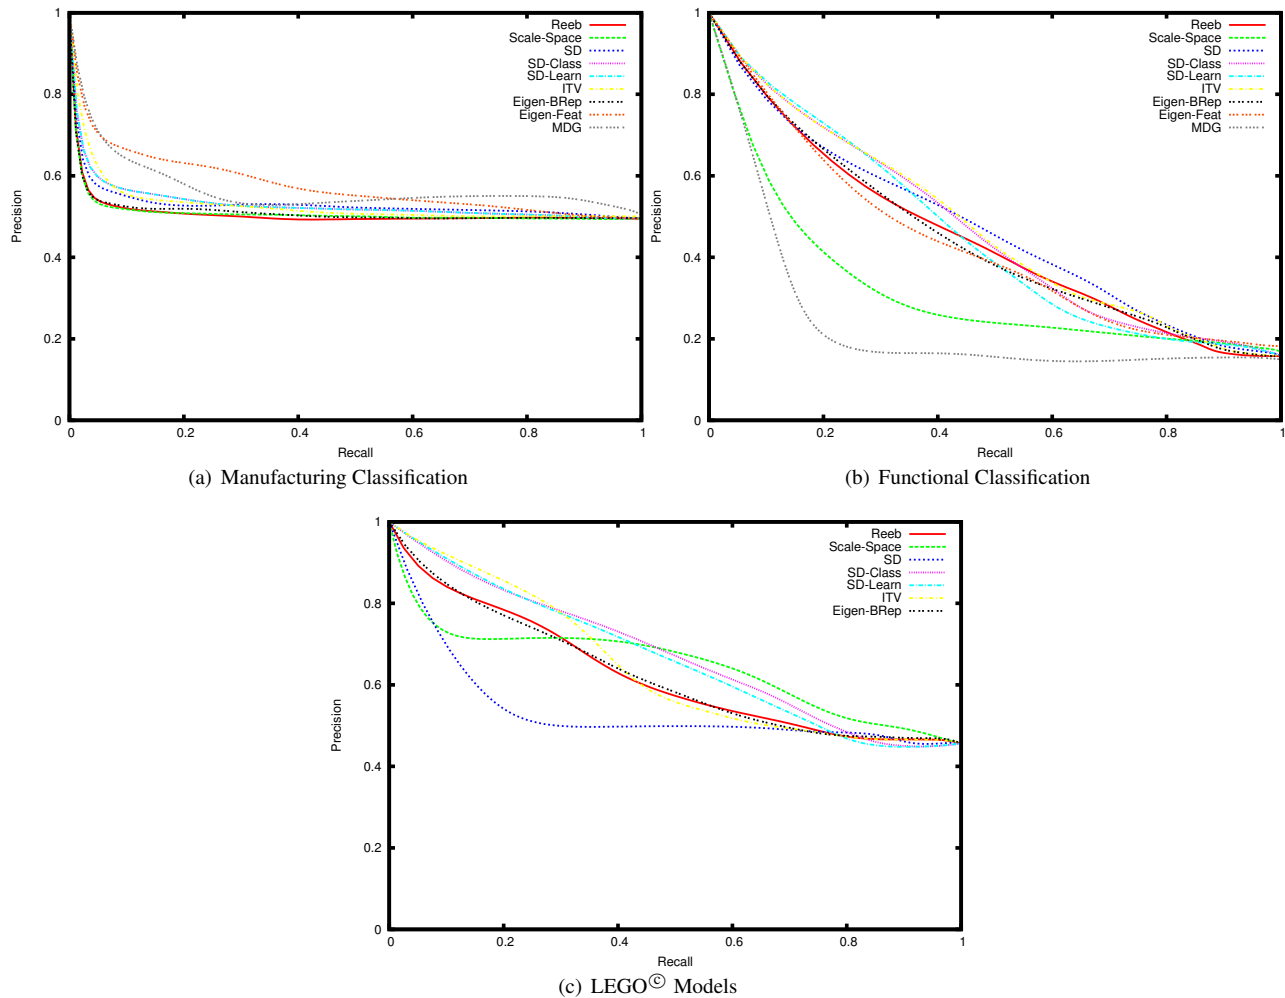 1
0.8
0.6
0.4
0.2
0
0 0.2 0.4 0.6 0.8 1
Precision
Recall
Reeb
Scale-Space
SD
SD-Class
SD-Learn
ITV
Eigen-BRep
Eigen-Feat
MDG
(a) Manufacturing Classification
1
0.8
0.6
0.4
0.2
0
0 0.2 0.4 0.6 0.8 1
Precision
Recall
Reeb
Scale-Space
SD
SD-Class
SD-Learn
ITV
Eigen-BRep
Eigen-Feat
MDG
(b) Functional Classification
1
0.8
0.6
0.4
0.2
0
0 0.2 0.4 0.6 0.8 1
Precision
Recall
Reeb
Scale-Space
SD
SD-Class
SD-Learn
ITV
Eigen-BRep
(c) LEGO© Models